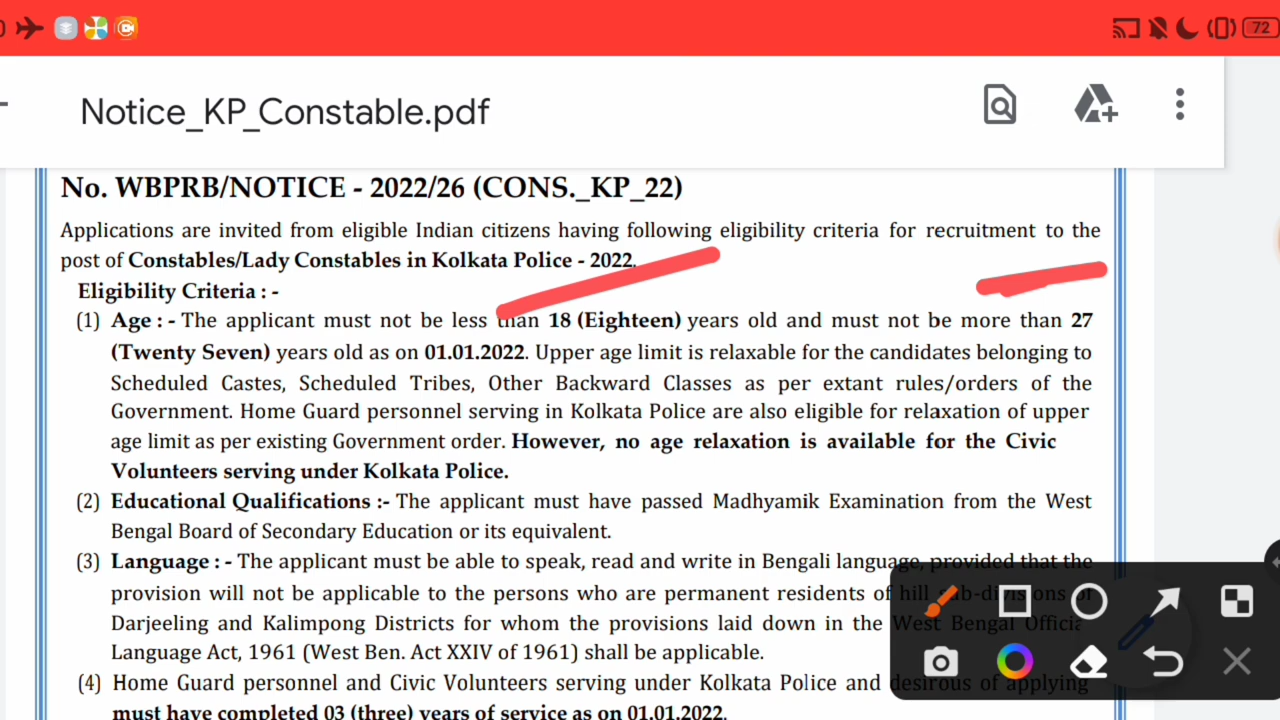 72
Notice_KP_Constable.pdf
No. WBPRB/NOTICE - 2022/26 (CONS._KP_22)
Applications are invited from eligible Indian citizens having following eligibility criteria for recruitment to the
post of Constables/Lady Constables in Kolkata Police - 2022.
Eligibility Criteria : -
(1) Age : - The applicant must not be less than 18 (Eighteen) years old and must not be more than 27
(Twenty Seven) years old as on 01.01.2022. Upper age limit is relaxable for the candidates belonging to
Scheduled Castes, Scheduled Tribes, Other Backward Classes as per extant rules/orders of the
Government. Home Guard personnel serving in Kolkata Police are also eligible for relaxation of upper
age limit as per existing Government order. However, no age relaxation is available for the Civic
Volunteers serving under Kolkata Police.
(2) Educational Qualifications :- The applicant must have passed Madhyamik Examination from the West
Bengal Board of Secondary Education or its equivalent.
(3) Language : - The applicant must be able to speak, read and write in Bengali language, provided that the
provision will not be applicable to the persons who are permanent residents of hill sub-divisions of
Darjeeling and Kalimpong Districts for whom the provisions laid down in the West Bengal Official
Language Act, 1961 (West Ben. Act XXIV of 1961) shall be applicable.
(4) Home Guard personnel and Civic Volunteers serving under Kolkata Police and desirous of applying
must have completed 03 (three) years of service as on 01.01.2022.